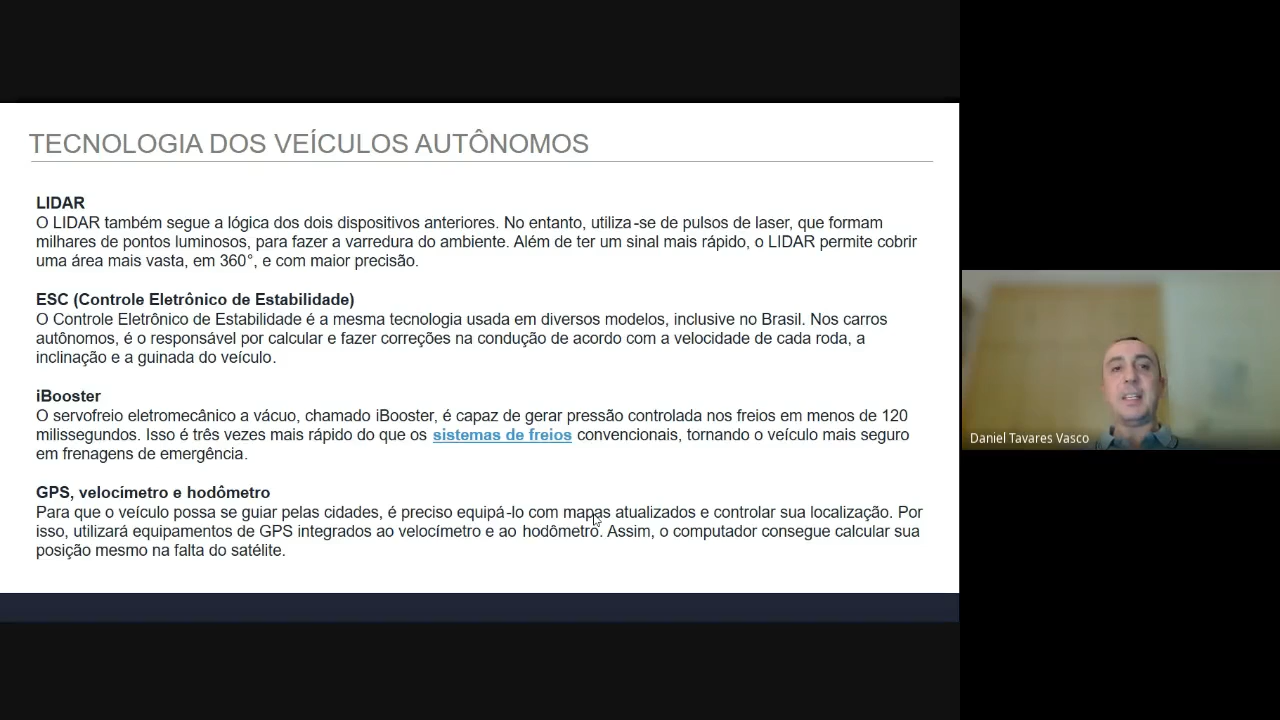 TECNOLOGIA DOS VEÍCULOS AUTÔNOMOS
LIDAR
O LIDAR também segue a lógica dos dois dispositivos anteriores. No entanto, utiliza-se de pulsos de laser, que formam
milhares de pontos luminosos, para fazer a varredura do ambiente. Além de ter um sinal mais rápido, o LIDAR permite cobrir
uma área mais vasta, em 360°, e com maior precisão.
ESC (Controle Eletrônico de Estabilidade)
O Controle Eletrônico de Estabilidade é a mesma tecnologia usada em diversos modelos, inclusive no Brasil. Nos carros
autônomos, é o responsável por calcular e fazer correções na condução de acordo com a velocidade de cada roda, a
inclinação e a guinada do veículo.
iBooster
O servofreio eletromecânico a vácuo, chamado iBooster, é capaz de gerar pressão controlada nos freios em menos de 120
milissegundos. Isso é três vezes mais rápido do que os sistemas de freios convencionais, tornando o veículo mais seguro
em frenagens de emergência.
GPS, velocímetro e hodômetro
Para que o veículo possa se guiar pelas cidades, é preciso equipá-lo com mapas atualizados e controlar sua localização. Por
isso, utilizará equipamentos de GPS integrados ao velocímetro e ao hodômetro. Assim, o computador consegue calcular sua
posição mesmo na falta do satélite.
Daniel Tavares Vasco